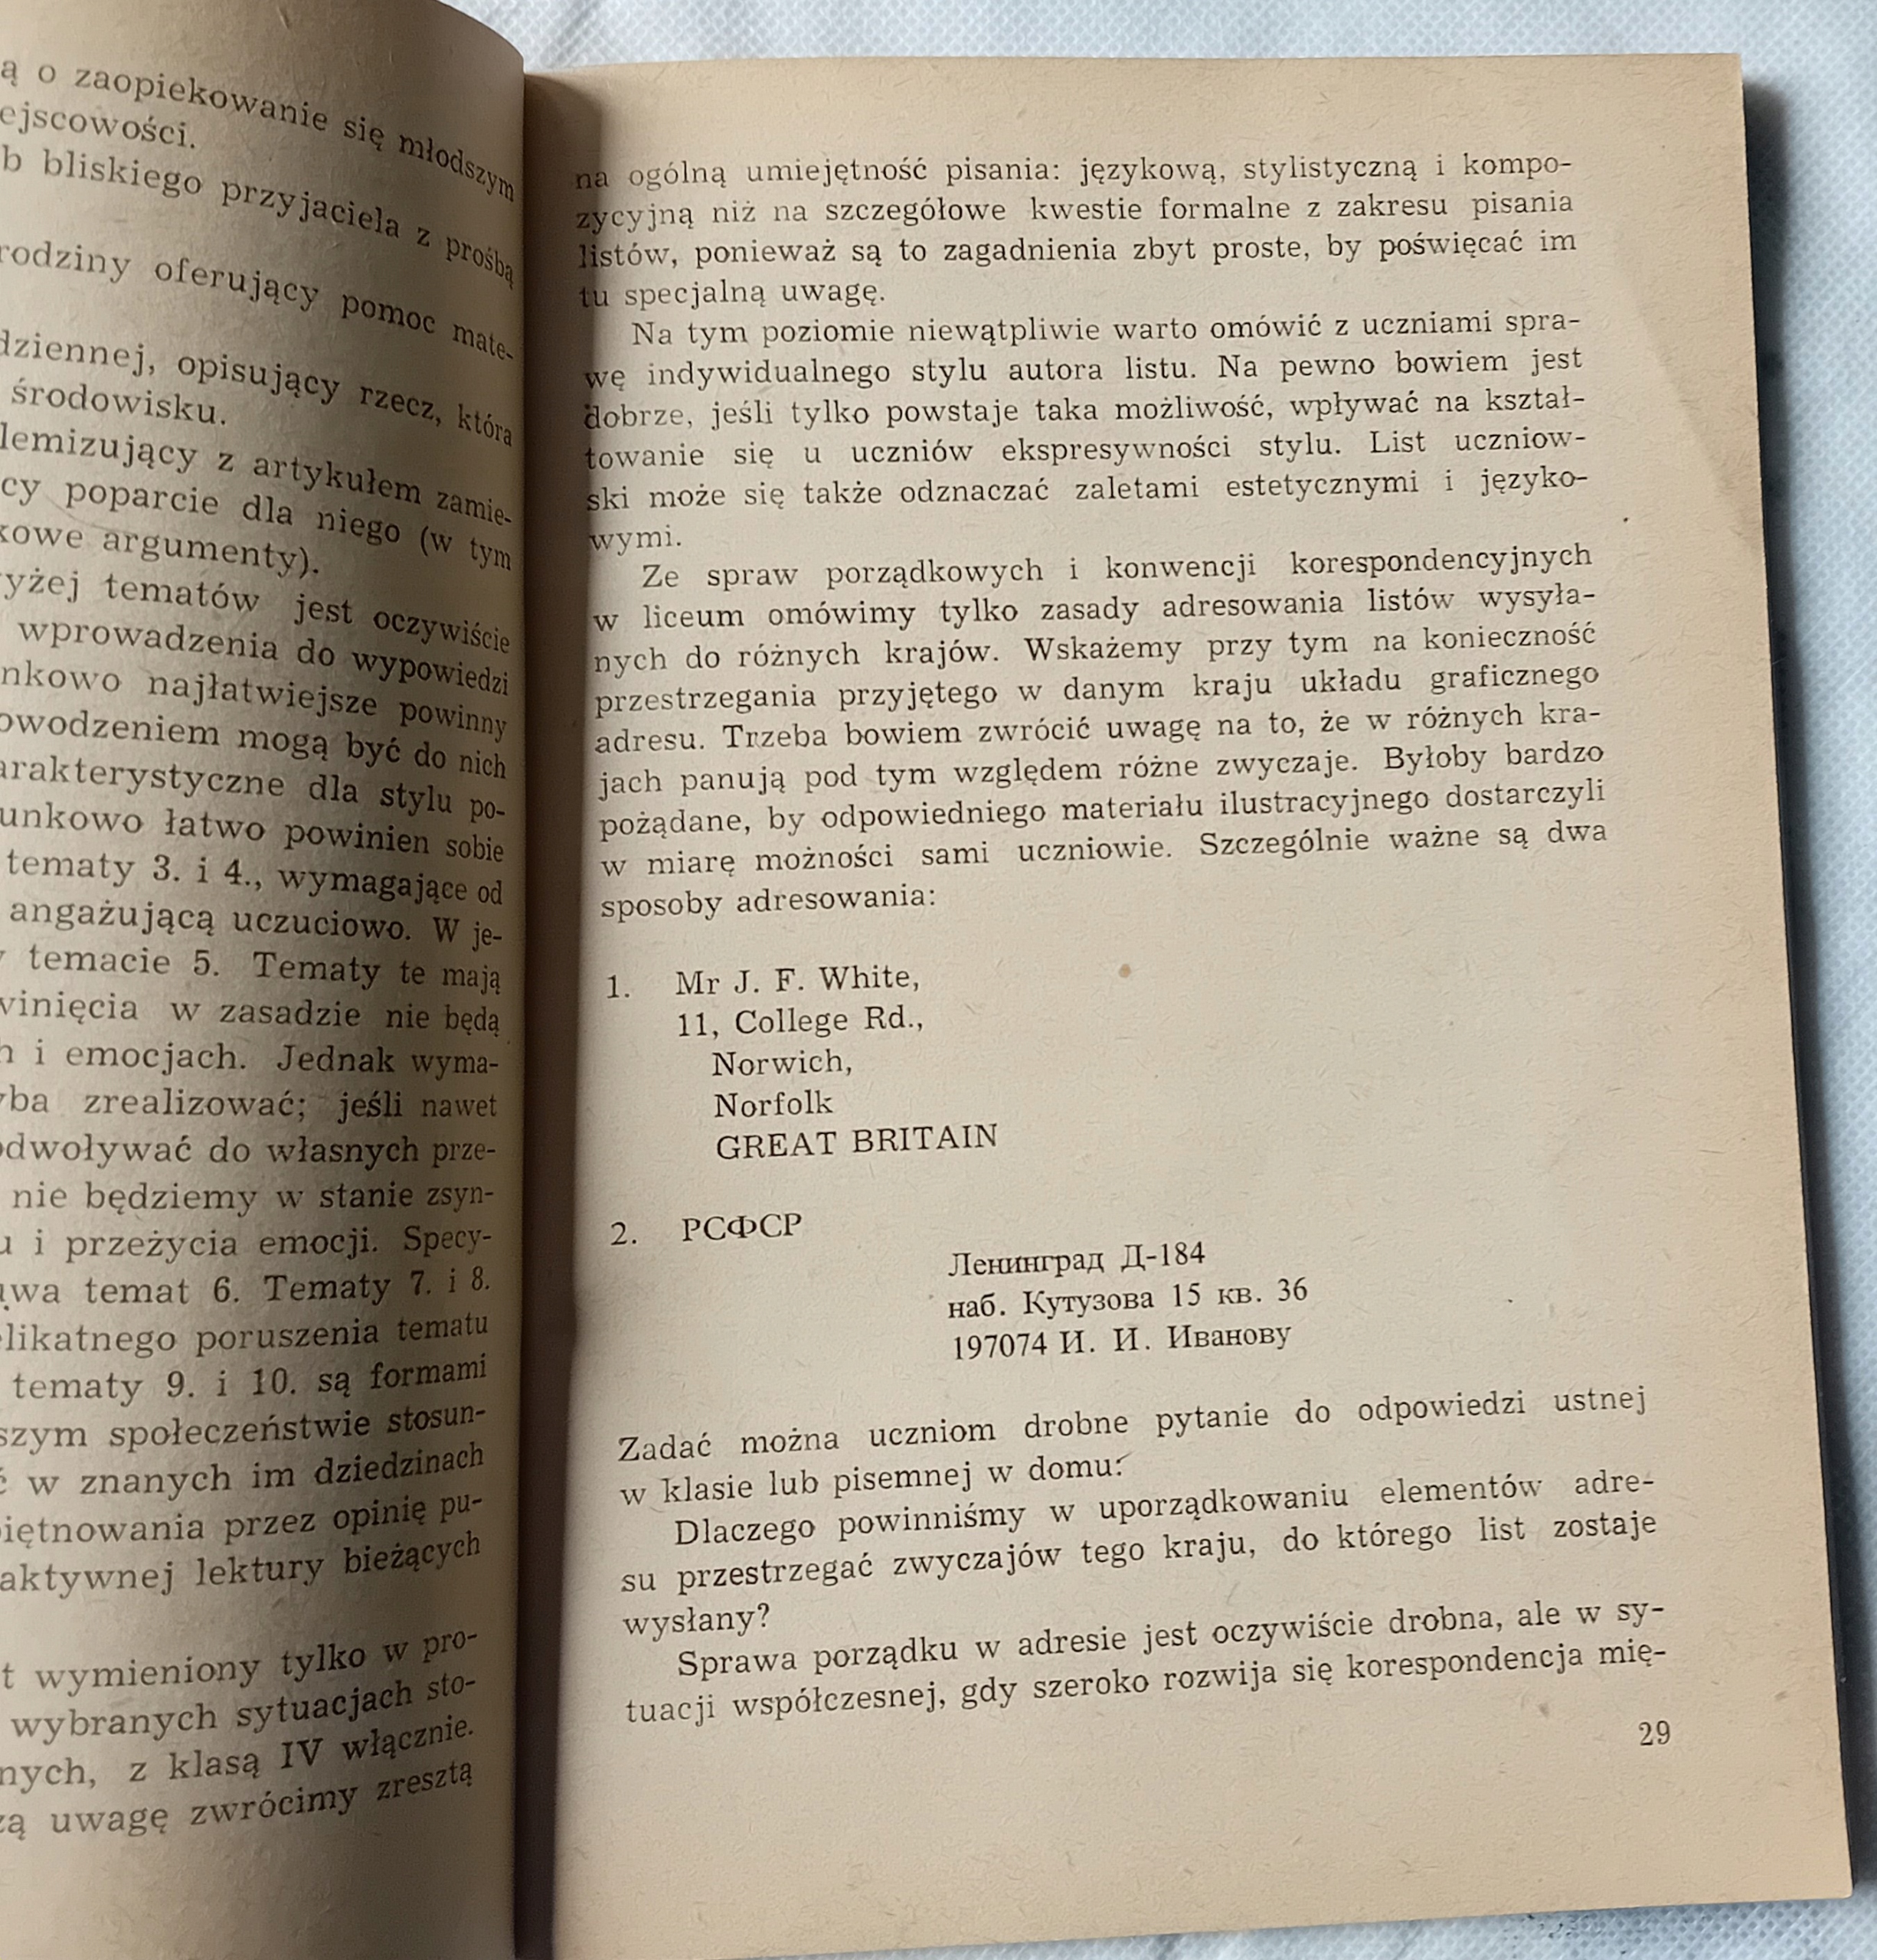 ą o zaopiekowanie się młodszym
ejscowości.
b bliskiego przyjaciela z prośbą
rodziny oferujący pomoc mate-
dziennej, opisujący rzecz, która
środowisku.
lemizujący z artykułem zamie-
cy poparcie dla niego (w tym
kowe argumenty).
yżej tematów jest oczywiście
wprowadzenia do wypowiedzi
nkowo najłatwiejsze powinny
owodzeniem mogą być do nich
arakterystyczne dla stylu po-
unkowo łatwo powinien sobie
tematy 3. i 4., wymagające od
angażującą uczuciowo. W je-
temacie 5. Tematy te mają
winięcia w zasadzie nie będą
h i emocjach. Jednak wyma-
yba zrealizować; jeśli nawet
odwoływać do własnych prze-
nie będziemy w stanie zsyn-
u i przeżycia emocji. Specy-
wa temat 6. Tematy 7. i 8.
elikatnego poruszenia tematu
tematy 9. i 10. są formami
szym społeczeństwie stosun-
ć w znanych im dziedzinach
piętnowania przez opinię pu-
aktywnej lektury bieżących
t wymieniony tylko w pro-
wybranych sytuacjach sto-
nych, z klasą IV włącznie.
zą uwagę zwrócimy zresztą
na ogólną umiejętność pisania: językową, stylistyczną i kompo-
zycyjną niż na szczegółowe kwestie formalne z zakresu pisania
listów, ponieważ są to zagadnienia zbyt proste, by poświęcać im
tu specjalną uwagę.
Na tym poziomie niewątpliwie warto omówić z uczniami spra-
wę indywidualnego stylu autora listu. Na pewno bowiem jest
dobrze, jeśli tylko powstaje taka możliwość, wpływać na kształ-
towanie się u uczniów ekspresywności stylu. List uczniow-
ski może się także odznaczać zaletami estetycznymi i języko-
wymi.
Ze spraw porządkowych i konwencji korespondencyjnych
w liceum omówimy tylko zasady adresowania listów wysyła-
nych do różnych krajów. Wskażemy przy tym na konieczność
przestrzegania przyjętego w danym kraju układu graficznego
adresu. Trzeba bowiem zwrócić uwagę na to, że w różnych kra-
jach panują pod tym względem różne zwyczaje. Byłoby bardzo
pożądane, by odpowiedniego materiału ilustracyjnego dostarczyli
w miarę możności sami uczniowie. Szczególnie ważne są dwa
sposoby adresowania:
1. Mr J. F. White,
11, College Rd.,
Norwich,
Norfolk
GREAT BRITAIN
2. РСФСР
Ленинград Д-184
наб. Кутузова 15 кв. 36
197074 И. И. Иванову
Zadać można uczniom drobne pytanie do odpowiedzi ustnej
w klasie lub pisemnej w domu:
Dlaczego powinniśmy w uporządkowaniu elementów adre-
su przestrzegać zwyczajów tego kraju, do którego list zostaje
wysłany?
Sprawa porządku w adresie jest oczywiście drobna, ale w sy-
tuacji współczesnej, gdy szeroko rozwija się korespondencja mię-
29